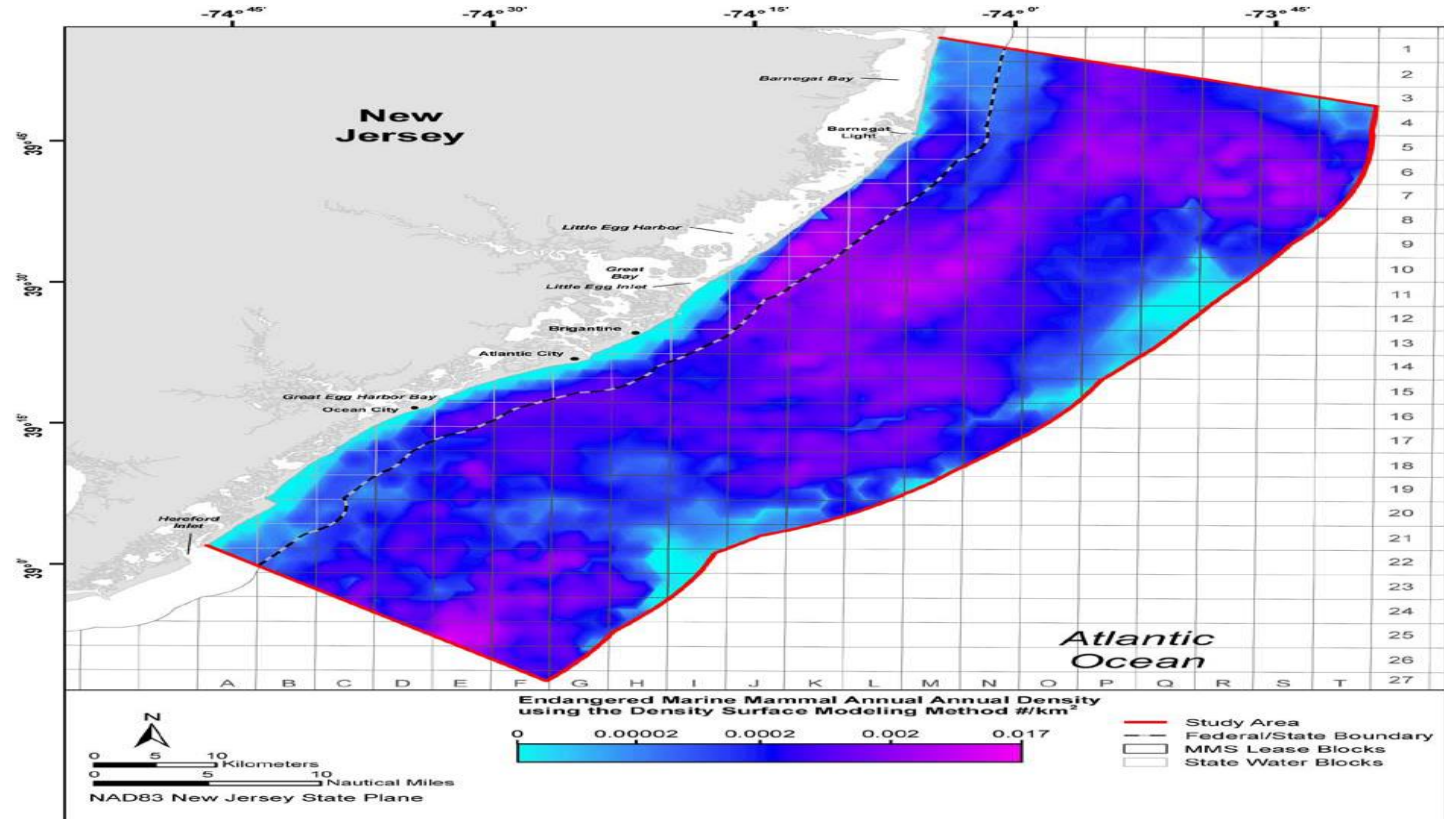 -74°45'
-74°30'
-74°15'
-74°0'
-73°45'
39°45'
39°30'
39°15'
39°0'
New
Jersey
Barnegat Bay
Barnegat
Light
Little Egg Harbor
Great
Bay
Little Egg Inlet
Brigantine
Atlantic City
Great Egg Harbor Bay
Ocean City
Hereford
Inlet
Atlantic
Ocean
1
2
3
4
5
6
7
8
9
10
11
12
13
14
15
16
17
18
19
20
21
22
23
24
25
26
27
A B C D E F G H I J K L M N O P Q R S T
Endangered Marine Mammal Annual Annual Density
using the Density Surface Modeling Method #/km²
0 0.00002 0.0002 0.002 0.017
N
0 5 10
Kilometers
0 5 10
Nautical Miles
NAD83 New Jersey State Plane
Study Area
Federal/State Boundary
MMS Lease Blocks
State Water Blocks